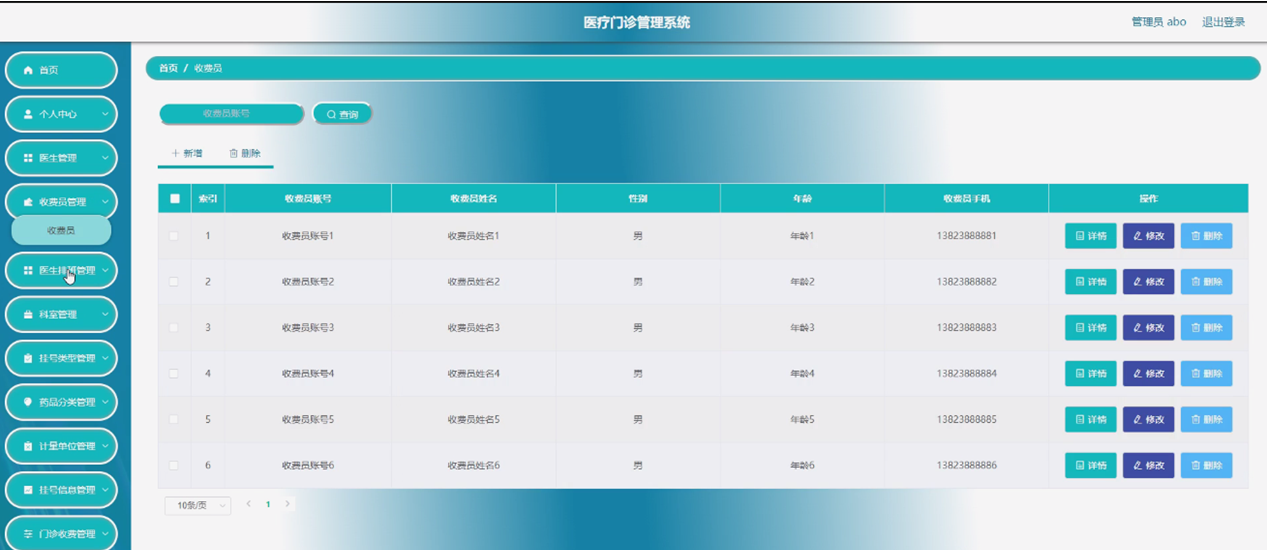 医疗门诊管理系统
管理员 abo 退出登录
首页
个人中心
医生管理
收费员管理
收费员
医生排班管理
科室管理
挂号类型管理
药品分类管理
计量单位管理
挂号信息管理
门诊收费管理
首页 / 收费员
收费员账号 查询
新增 删除
索引 收费员账号 收费员姓名 性别 年龄 收费员手机 操作
1 收费员账号1 收费员姓名1 男 年龄1 13823888881 详情 修改 删除
2 收费员账号2 收费员姓名2 男 年龄2 13823888882 详情 修改 删除
3 收费员账号3 收费员姓名3 男 年龄3 13823888883 详情 修改 删除
4 收费员账号4 收费员姓名4 男 年龄4 13823888884 详情 修改 删除
5 收费员账号5 收费员姓名5 男 年龄5 13823888885 详情 修改 删除
6 收费员账号6 收费员姓名6 男 年龄6 13823888886 详情 修改 删除
10条/页 1